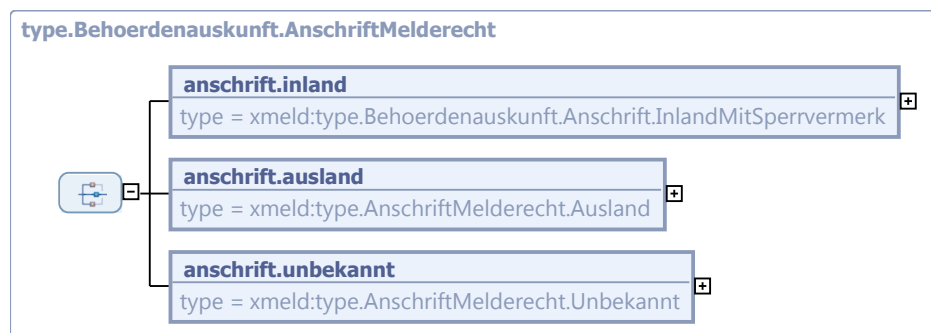 type.Behoerdenauskunft.AnschriftMelderecht
anschrift.inland
type = xmeld:type.Behoerdenauskunft.Anschrift.InlandMitSperrvermerk
anschrift.ausland
type = xmeld:type.AnschriftMelderecht.Ausland
anschrift.unbekannt
type = xmeld:type.AnschriftMelderecht.Unbekannt